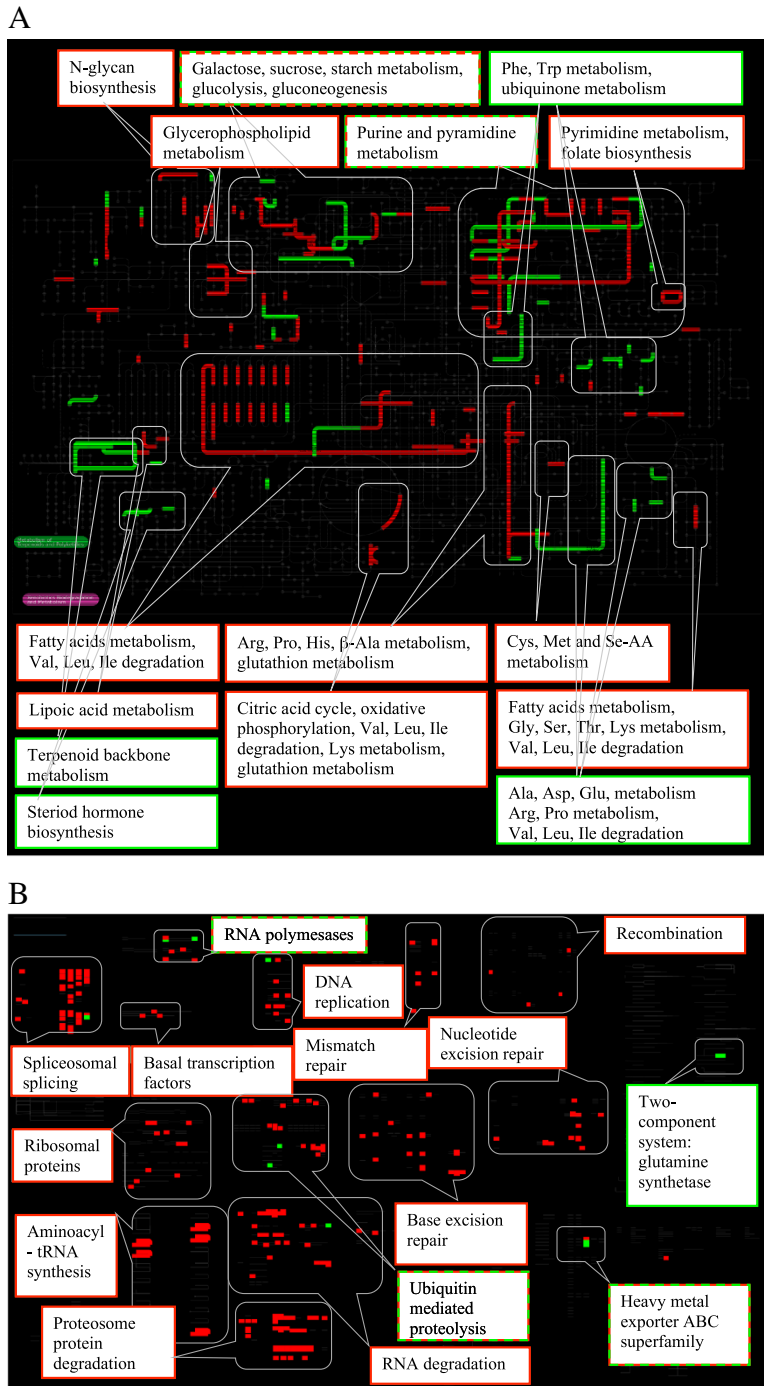 A
N-glycan
biosynthesis
Galactose, sucrose, starch metabolism,
glucolysis, gluconeogenesis
Phe, Trp metabolism,
ubiquinone metabolism
Glycerophospholipid
metabolism
Purine and pyramidine
metabolism
Pyrimidine metabolism,
folate biosynthesis
Fatty acids metabolism,
Val, Leu, Ile degradation
Arg, Pro, His, β-Ala metabolism,
glutathion metabolism
Cys, Met and Se-AA
metabolism
Lipoic acid metabolism
Citric acid cycle, oxidative
phosphorylation, Val, Leu, Ile
degradation, Lys metabolism,
glutathion metabolism
Fatty acids metabolism,
Gly, Ser, Thr, Lys metabolism,
Val, Leu, Ile degradation
Terpenoid backbone
metabolism
Steriod hormone
biosynthesis
Ala, Asp, Glu, metabolism
Arg, Pro metabolism,
Val, Leu, Ile degradation
B
RNA polymesases
Recombination
DNA
replication
Mismatch
repair
Nucleotide
excision repair
Spliceosomal
splicing
Basal transcription
factors
Two-
component
system:
glutamine
synthetase
Ribosomal
proteins
Base excision
repair
Aminoacyl
- tRNA
synthesis
Ubiquitin
mediated
proteolysis
Heavy metal
exporter ABC
superfamily
Proteosome
protein
degradation
RNA degradation